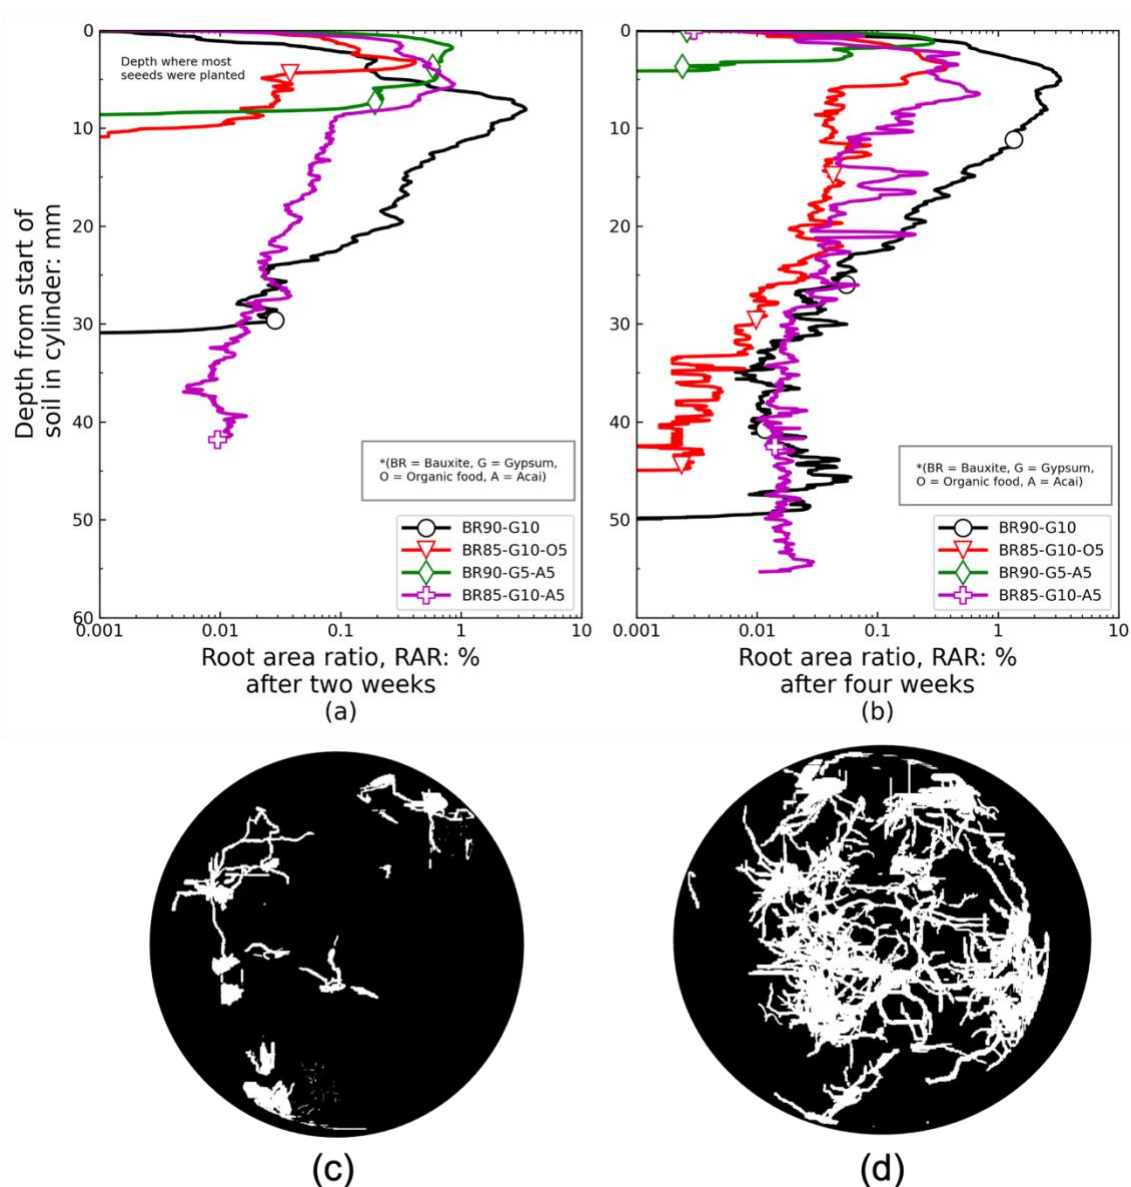 Depth from start of
soil in cylinder: mm
0
10
20
30
40
50
60
Depth where most
seeeds were planted
*(BR = Bauxite, G = Gypsum,
O = Organic food, A = Acai)
BR90-G10
BR85-G10-O5
BR90-G5-A5
BR85-G10-A5
0.001 0.01 0.1 1 10
Root area ratio, RAR: %
after two weeks
(a)
0
10
20
30
40
50
*(BR = Bauxite, G = Gypsum,
O = Organic food, A = Acai)
BR90-G10
BR85-G10-O5
BR90-G5-A5
BR85-G10-A5
0.001 0.01 0.1 1 10
Root area ratio, RAR: %
after four weeks
(b)
(c)
(d)